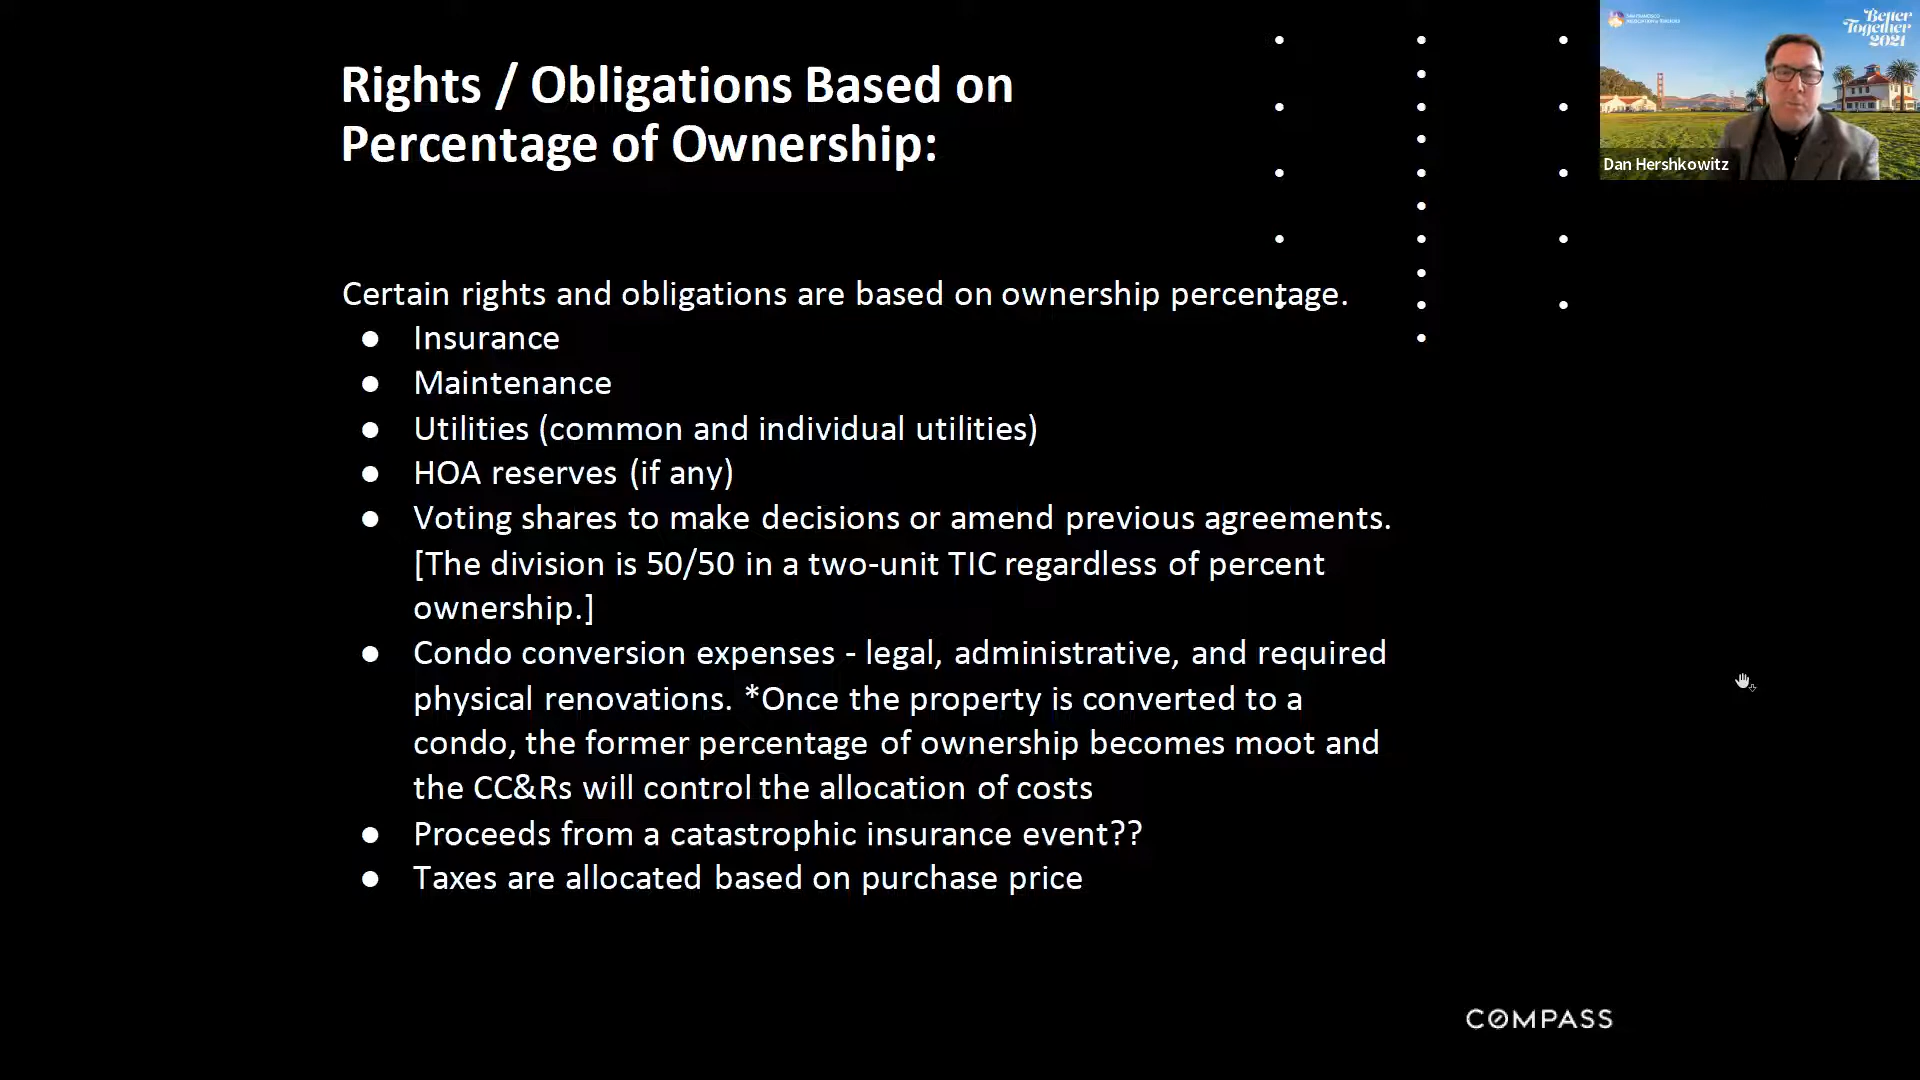 Rights / Obligations Based on
Percentage of Ownership:
Better
Together
2021
Dan Hershkowitz
Certain rights and obligations are based on ownership percentage.
● Insurance
● Maintenance
● Utilities (common and individual utilities)
● HOA reserves (if any)
● Voting shares to make decisions or amend previous agreements.
[The division is 50/50 in a two-unit TIC regardless of percent
ownership.]
● Condo conversion expenses - legal, administrative, and required
physical renovations. *Once the property is converted to a
condo, the former percentage of ownership becomes moot and
the CC&Rs will control the allocation of costs
● Proceeds from a catastrophic insurance event??
● Taxes are allocated based on purchase price
COMPASS